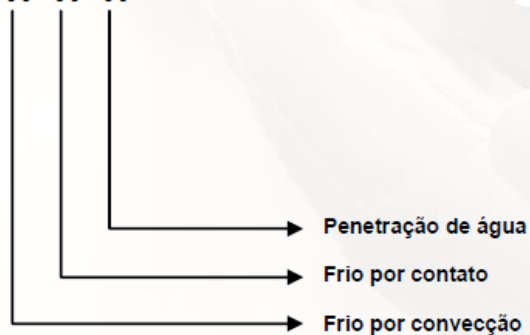 Penetração de água
Frio por contato
Frio por convecção